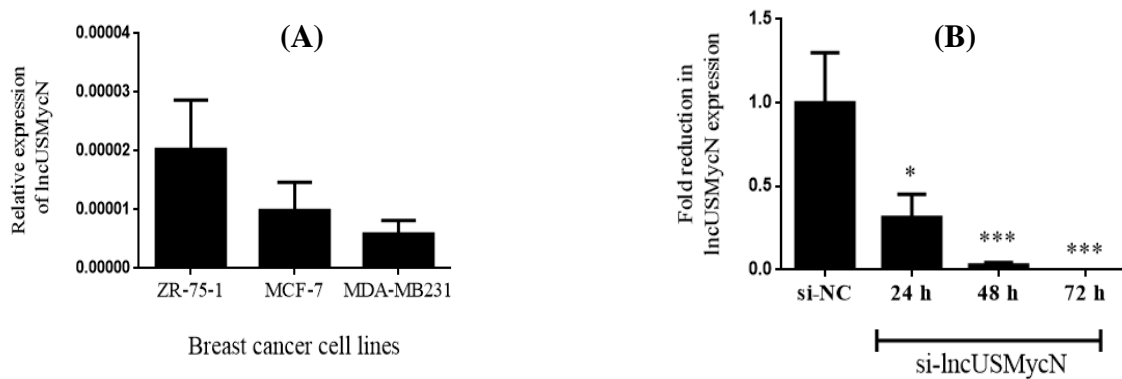 (A)
Relative expression
of lncUSMycN
0.00004
0.00003
0.00002
0.00001
0.00000
ZR-75-1 MCF-7 MDA-MB231
Breast cancer cell lines
(B)
Fold reduction in
lncUSMycN expression
1.5
1.0
0.5
0.0
*
***
***
si-NC 24 h 48 h 72 h
si-lncUSMycN